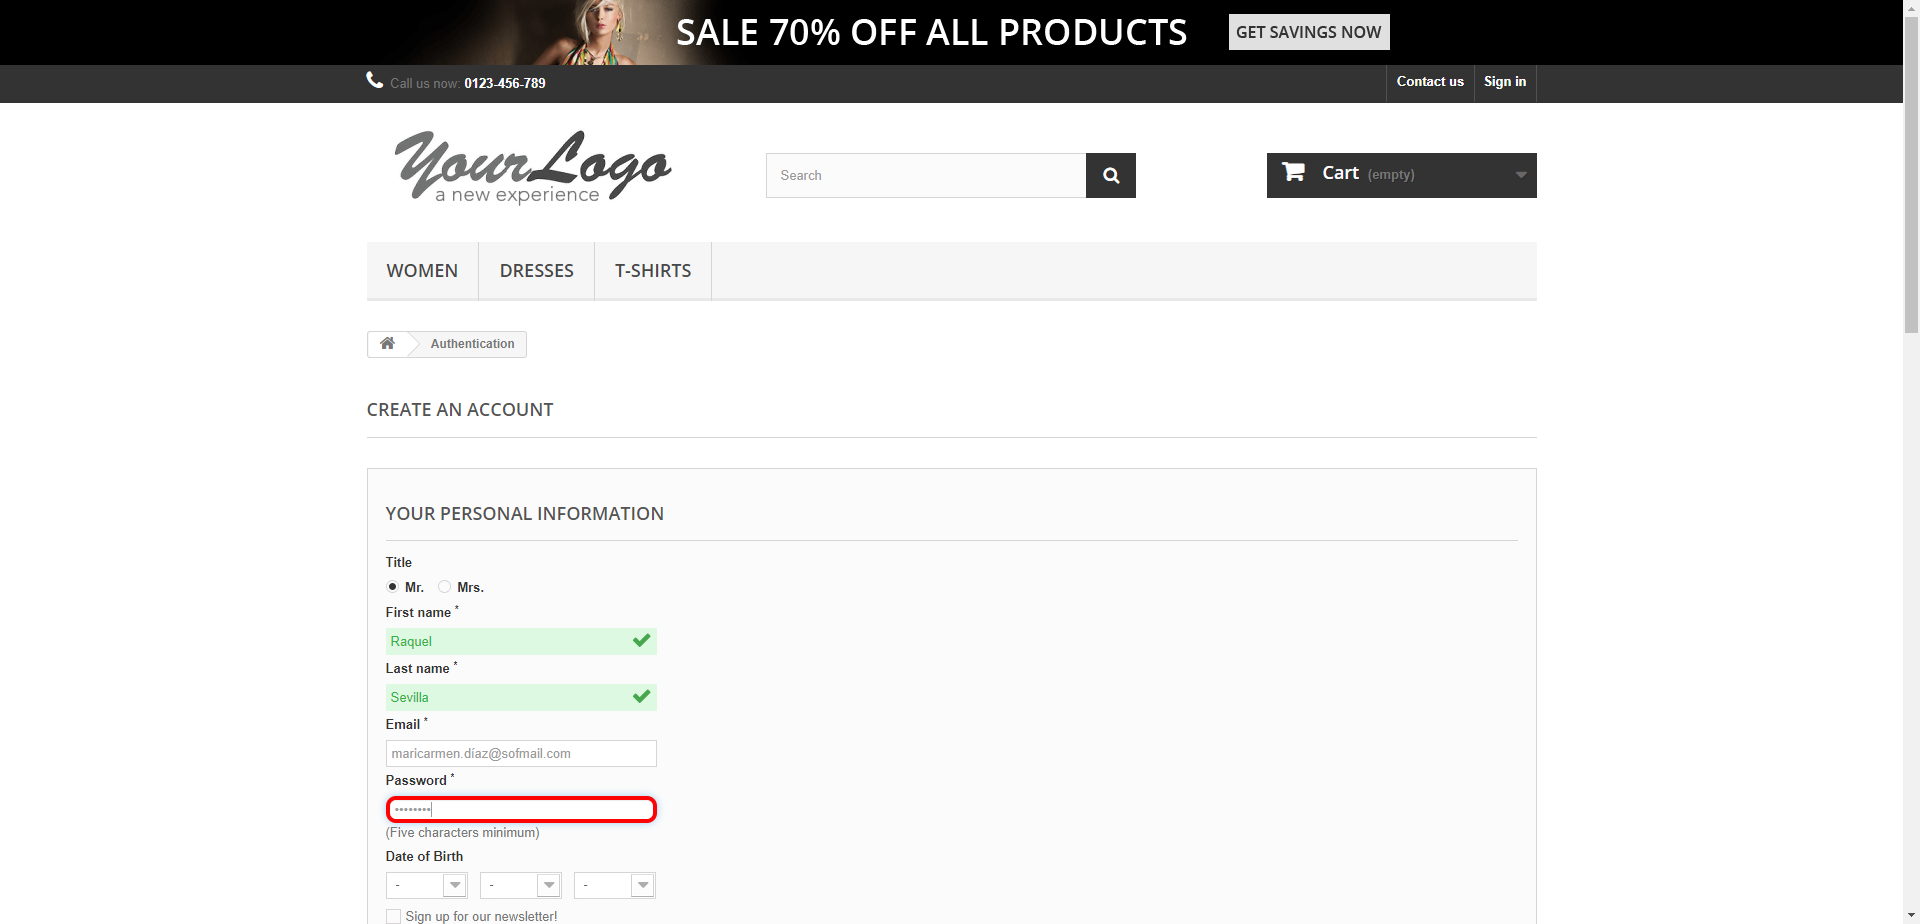 SALE 70% OFF ALL PRODUCTS GET SAVINGS NOW
Call us now: 0123-456-789 Contact us Sign in
YourLogo
a new experience
Search
Cart (empty)
WOMEN DRESSES T-SHIRTS
Authentication
CREATE AN ACCOUNT
YOUR PERSONAL INFORMATION
Title
Mr. Mrs.
First name *
Raquel
Last name *
Sevilla
Email *
maricarmen.díaz@sofmail.com
Password *
••••••••
(Five characters minimum)
Date of Birth
- - -
Sign up for our newsletter!